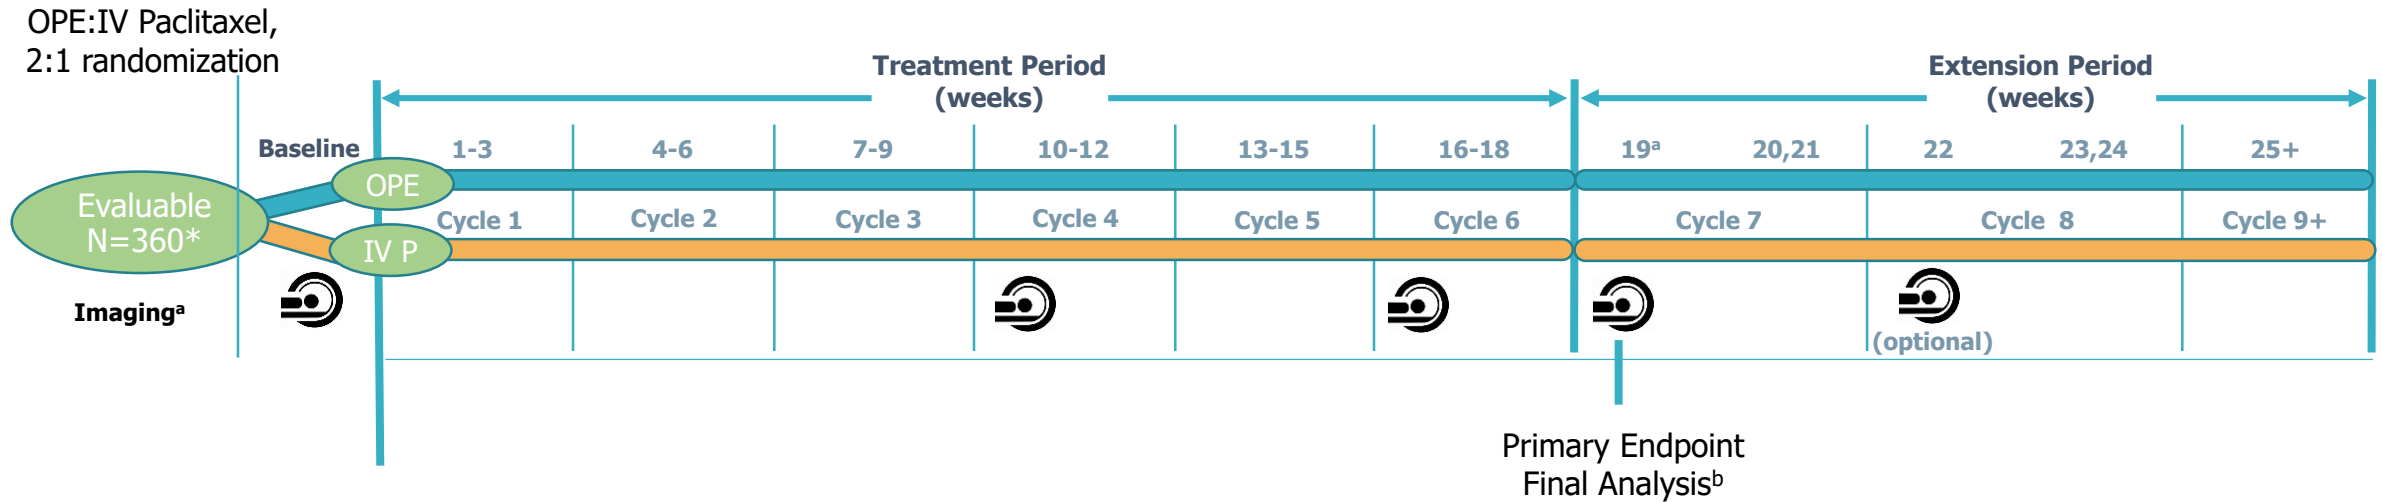 OPE:IV Paclitaxel,
2:1 randomization
Treatment Period
(weeks)
Extension Period
(weeks)
Baseline 1-3 4-6 7-9 10-12 13-15 16-18 19ᵃ 20,21 22 23,24 25+
OPE
Evaluable
N=360*
Cycle 1 Cycle 2 Cycle 3 Cycle 4 Cycle 5 Cycle 6 Cycle 7 Cycle 8 Cycle 9+
IV P
Imagingᵃ
(optional)
Primary Endpoint
Final Analysisᵇ